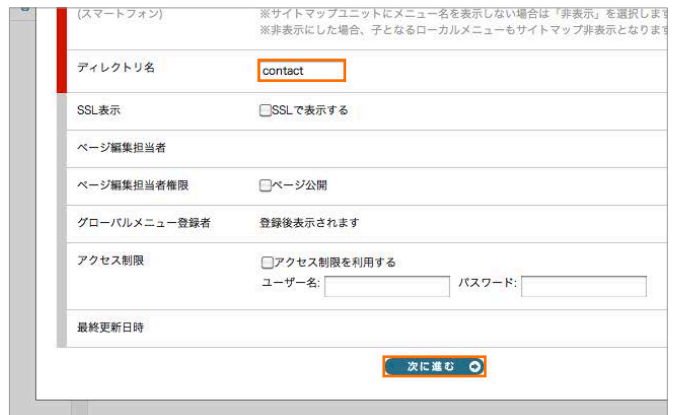 (スマートフォン)
※サイトマップユニットにメニュー名を表示しない場合は「非表示」を選択しま
※非表示にした場合、子となるローカルメニューもサイトマップ非表示となりま
ディレクトリ名 contact
SSL表示 SSLで表示する
ページ編集担当者
ページ編集担当者権限 ページ公開
グローバルメニュー登録者 登録後表示されます
アクセス制限 アクセス制限を利用する
ユーザー名: パスワード:
最終更新日時
次に進む